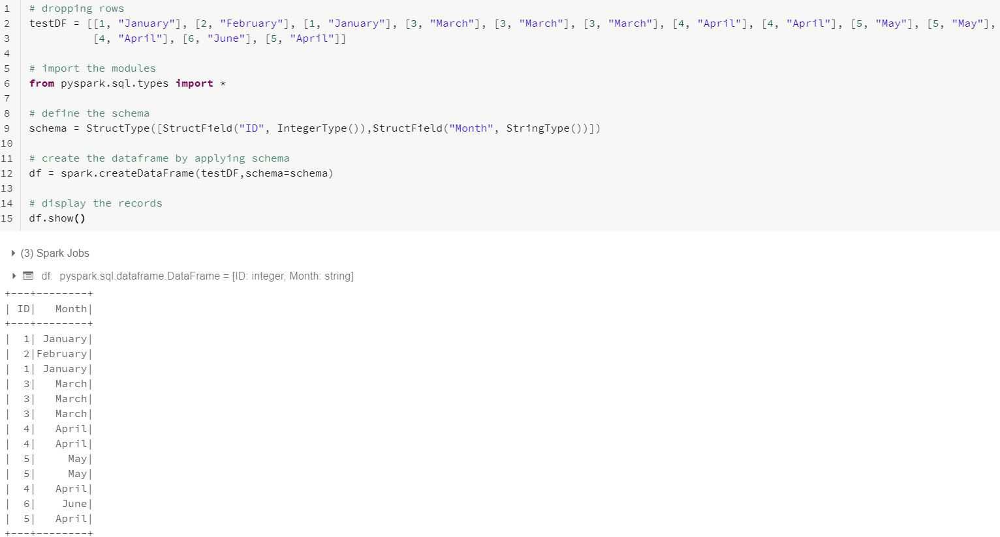 1 # dropping rows
2 testDF = [[1, "January"], [2, "February"], [1, "January"], [3, "March"], [3, "March"], [3, "March"], [4, "April"], [4, "April"], [5, "May"], [5, "May"],
3 [4, "April"], [6, "June"], [5, "April"]]
4
5 # import the modules
6 from pyspark.sql.types import *
7
8 # define the schema
9 schema = StructType([StructField("ID", IntegerType()),StructField("Month", StringType())])
10
11 # create the dataframe by applying schema
12 df = spark.createDataFrame(testDF,schema=schema)
13
14 # display the records
15 df.show()
(3) Spark Jobs
df: pyspark.sql.dataframe.DataFrame = [ID: integer, Month: string]
+---+--------+
| ID|   Month|
+---+--------+
|  1| January|
|  2|February|
|  1| January|
|  3|   March|
|  3|   March|
|  3|   March|
|  4|   April|
|  4|   April|
|  5|     May|
|  5|     May|
|  4|   April|
|  6|    June|
|  5|   April|
+---+--------+